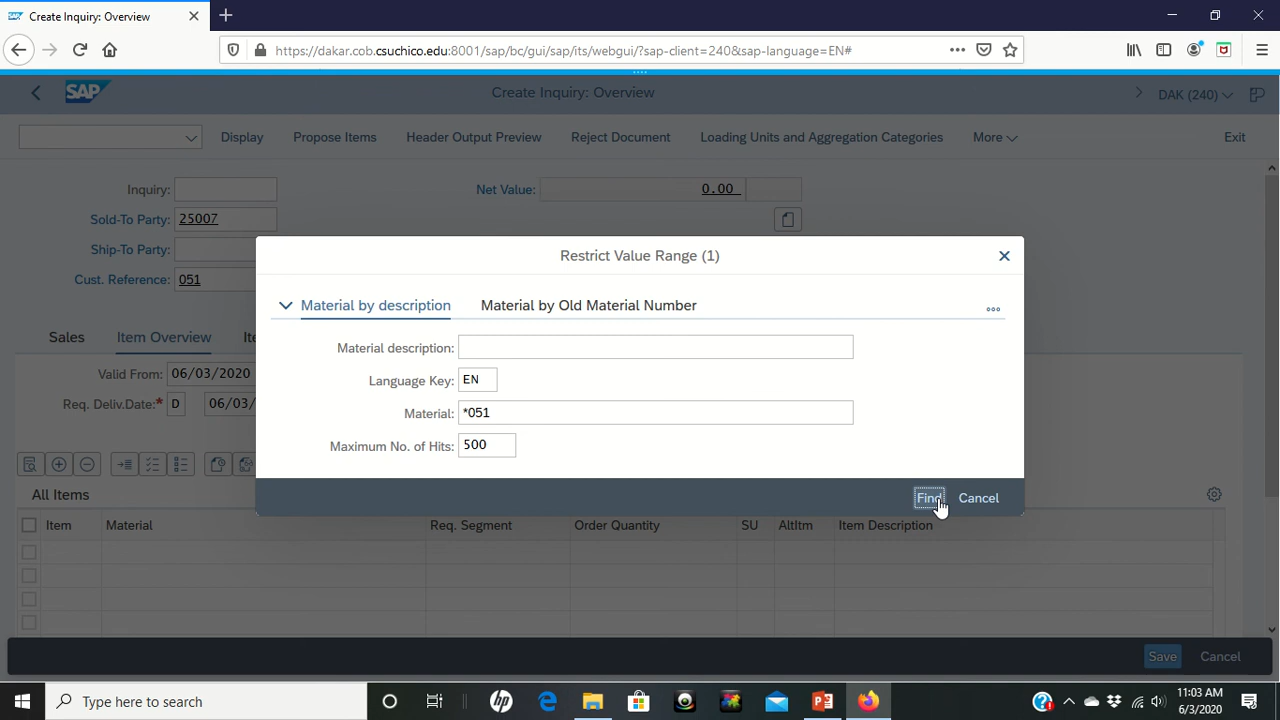 SAP Create Inquiry: Overview
https://dakar.cob.csuchico.edu:8001/sap/bc/gui/sap/its/webgui/?sap-client=240&sap-language=EN#
SAP Create Inquiry: Overview DAK (240)
Display Propose Items Header Output Preview Reject Document Loading Units and Aggregation Categories More Exit
Inquiry: Net Value: 0.00
Sold-To Party: 25007
Ship-To Party:
Cust. Reference: 051
Restrict Value Range (1)
Material by description Material by Old Material Number
Material description:
Language Key: EN
Material: *051
Maximum No. of Hits: 500
Find Cancel
Sales Item Overview Ite
Valid From: 06/03/2020
Req. Deliv.Date:* D 06/03/
All Items
Item Material Req. Segment Order Quantity SU AltItm Item Description
Save Cancel
Type here to search
11:03 AM
6/3/2020